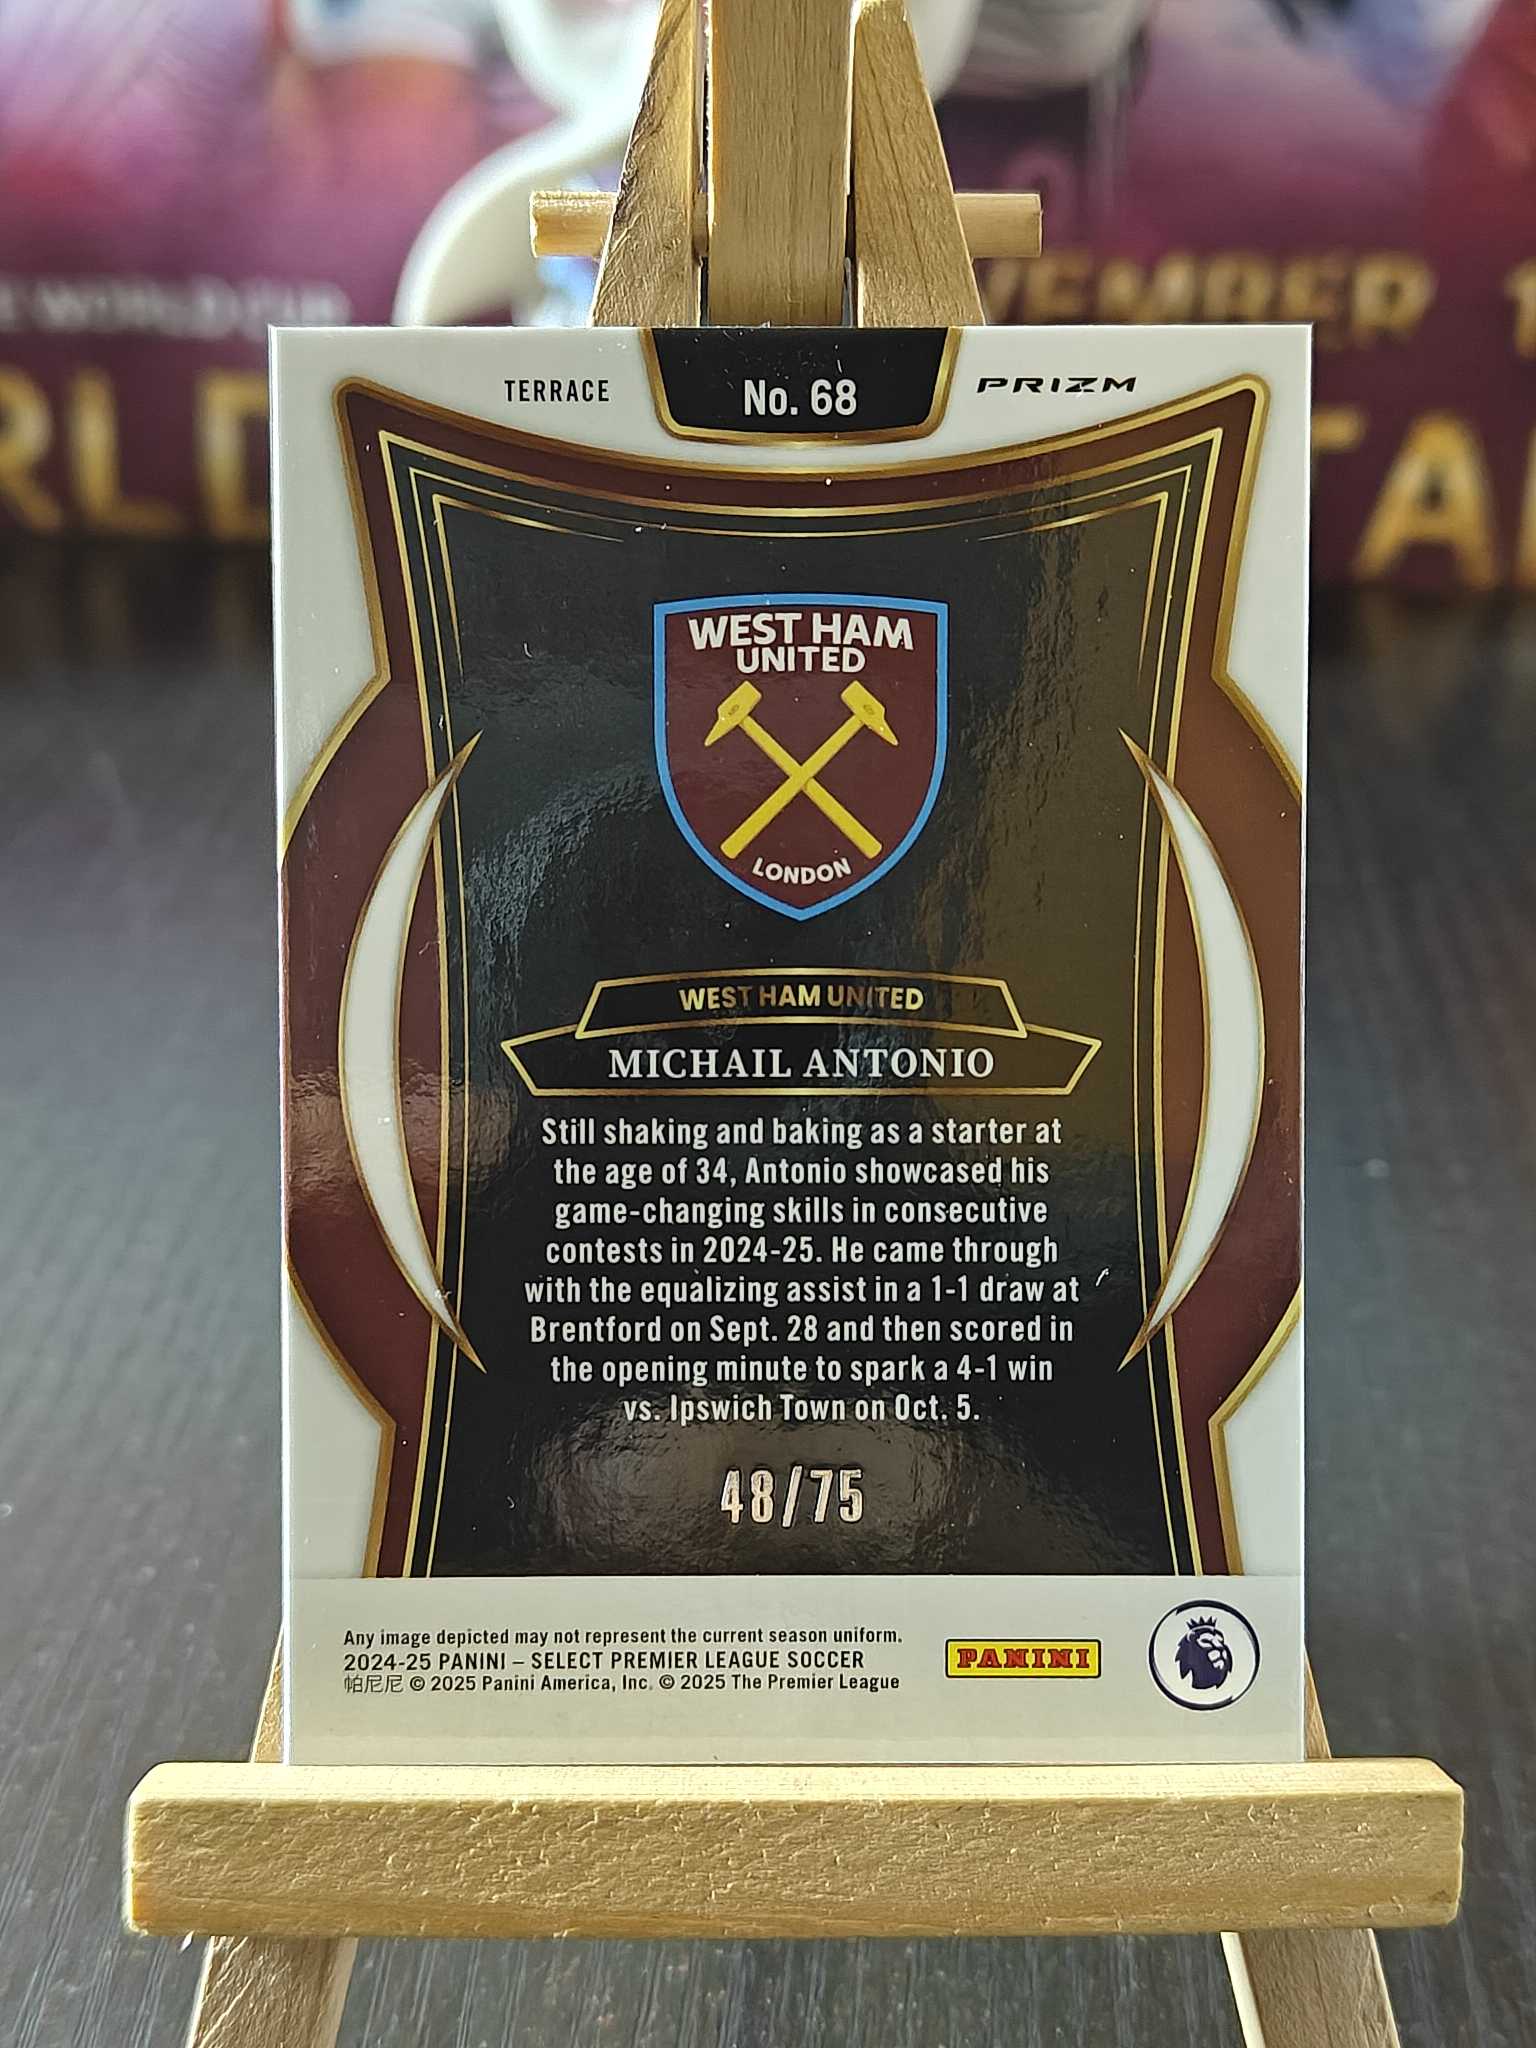 TERRACE
No. 68
PRIZM
WEST HAM
UNITED
LONDON
WEST HAM UNITED
MICHAIL ANTONIO
Still shaking and baking as a starter at
the age of 34, Antonio showcased his
game-changing skills in consecutive
contests in 2024-25. He came through
with the equalizing assist in a 1-1 draw at
Brentford on Sept. 28 and then scored in
the opening minute to spark a 4-1 win
vs. Ipswich Town on Oct. 5.
48/75
Any image depicted may not represent the current season uniform.
2024-25 PANINI – SELECT PREMIER LEAGUE SOCCER
帕尼尼 © 2025 Panini America, Inc. © 2025 The Premier League
PANINI